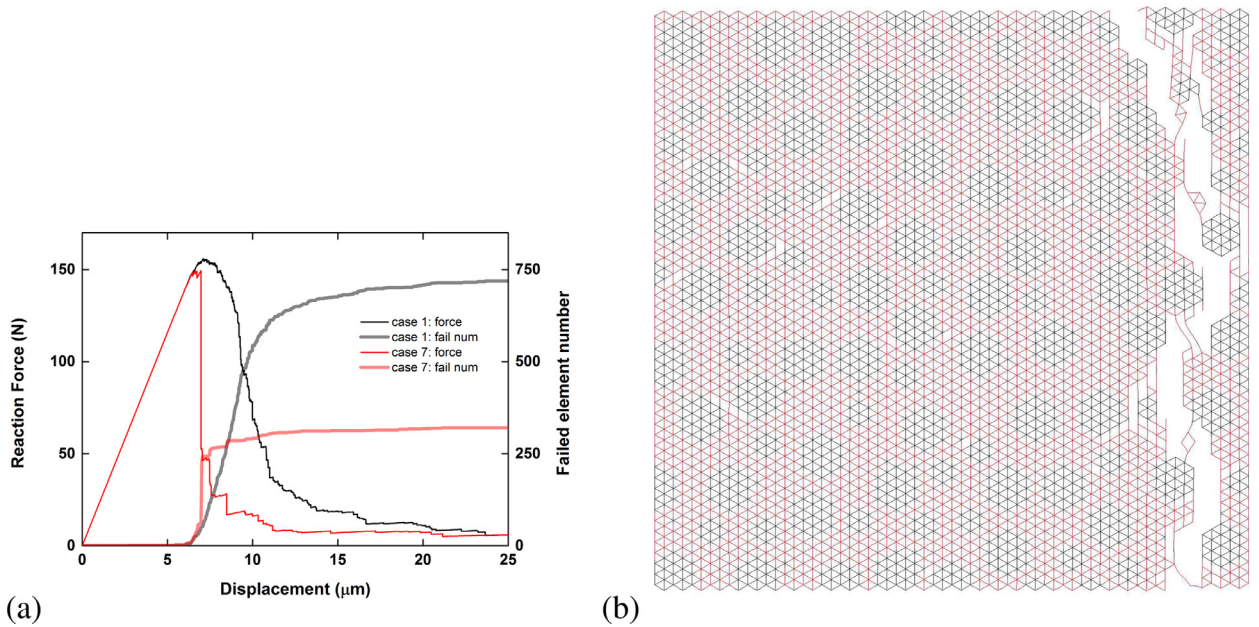 150
100
50
0
Reaction Force (N)
750
500
250
0
Failed element number
case 1: force
case 1: fail num
case 7: force
case 7: fail num
0 5 10 15 20 25
Displacement (μm)
(a)
(b)